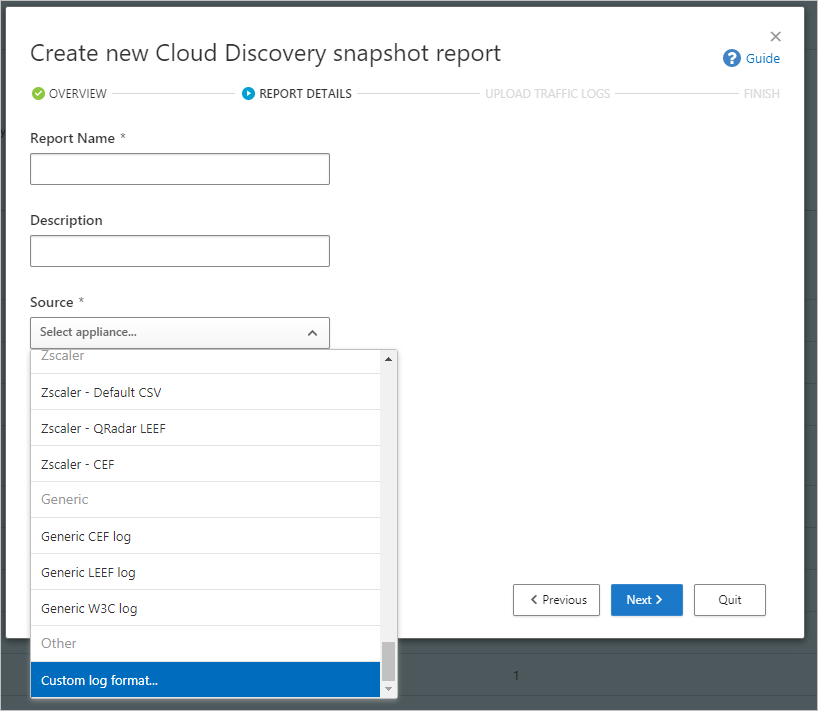 Create new Cloud Discovery snapshot report
? Guide
OVERVIEW
REPORT DETAILS
UPLOAD TRAFFIC LOGS
FINISH
Report Name *
Description
Source *
Select appliance...
Zscaler
Zscaler - Default CSV
Zscaler - QRadar LEEF
Zscaler - CEF
Generic
Generic CEF log
Generic LEEF log
Generic W3C log
Other
Custom log format...
Previous
Next
Quit
1